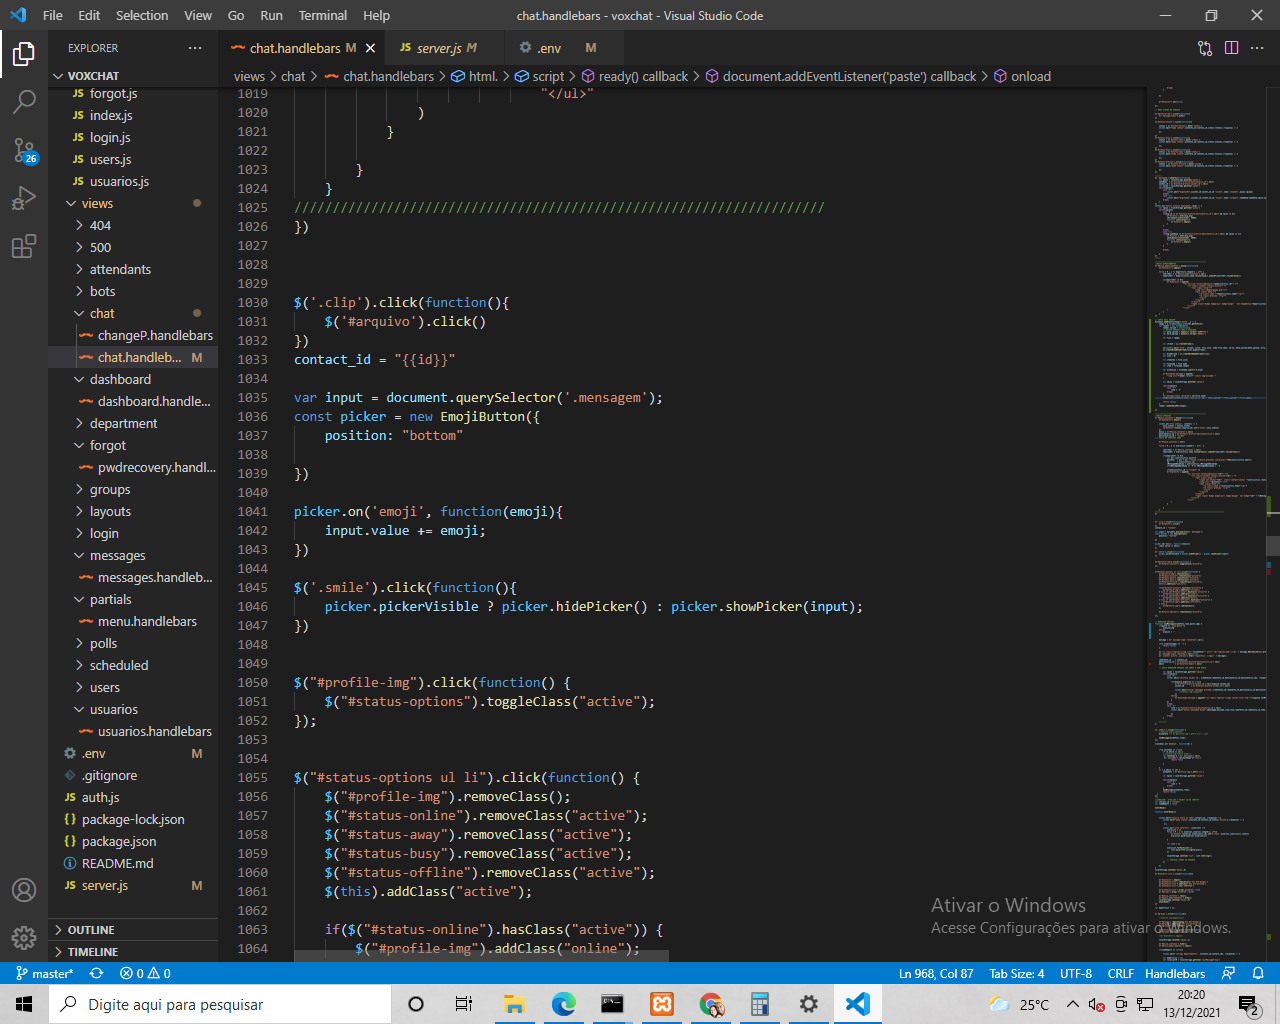 File Edit Selection View Go Run Terminal Help
chat.handlebars - voxchat - Visual Studio Code
EXPLORER
chat.handlebars M
server.js M
.env M
VOXCHAT
views > chat > chat.handlebars > html. > script > ready() callback > document.addEventListener('paste') callback > onload
forgot.js
index.js
login.js
users.js
usuarios.js
views
404
500
attendants
bots
chat
changeP.handlebars
chat.handleb... M
dashboard
dashboard.handle...
department
forgot
pwdrecovery.handl...
groups
layouts
login
messages
messages.handleb...
partials
menu.handlebars
polls
scheduled
users
usuarios
usuarios.handlebars
.env M
.gitignore
auth.js
package-lock.json
package.json
README.md
server.js M
OUTLINE
TIMELINE
26
1019 "</ul>"
1020 )
1021 }
1022
1023 }
1024 }
1025 /////////////////////////////////////////////////////////////////////
1026 })
1027
1028
1029
1030 $('.clip').click(function(){
1031 $('#arquivo').click()
1032 })
1033 contact_id = "{{id}}"
1034
1035 var input = document.querySelector('.mensagem');
1036 const picker = new EmojiButton({
1037 position: "bottom"
1038
1039 })
1040
1041 picker.on('emoji', function(emoji){
1042 input.value += emoji;
1043 })
1044
1045 $('.smile').click(function(){
1046 picker.pickerVisible ? picker.hidePicker() : picker.showPicker(input);
1047 })
1048
1049
1050 $("#profile-img").click(function() {
1051 $("#status-options").toggleClass("active");
1052 });
1053
1054
1055 $("#status-options ul li").click(function() {
1056 $("#profile-img").removeClass();
1057 $("#status-online").removeClass("active");
1058 $("#status-away").removeClass("active");
1059 $("#status-busy").removeClass("active");
1060 $("#status-offline").removeClass("active");
1061 $(this).addClass("active");
1062
1063 if($("#status-online").hasClass("active")) {
1064 $("#profile-img").addClass("online");
Ativar o Windows
Acesse Configurações para ativar o Windows.
master* 0 0 Ln 968, Col 87 Tab Size: 4 UTF-8 CRLF Handlebars
Digite aqui para pesquisar
25°C
20:20
13/12/2021
2